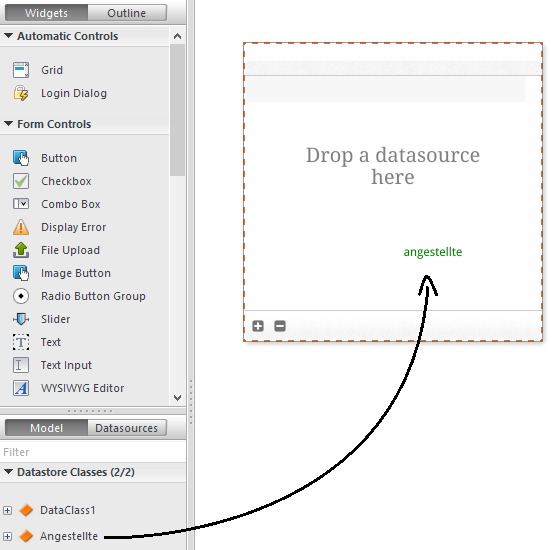 Widgets
Outline
Automatic Controls
Grid
Login Dialog
Form Controls
Button
Checkbox
Combo Box
Display Error
File Upload
Image Button
Radio Button Group
Slider
Text
Text Input
WYSIWYG Editor
Model
Datasources
Filter
Datastore Classes (2/2)
DataClass1
Angestellte
Drop a datasource
here
angestellte